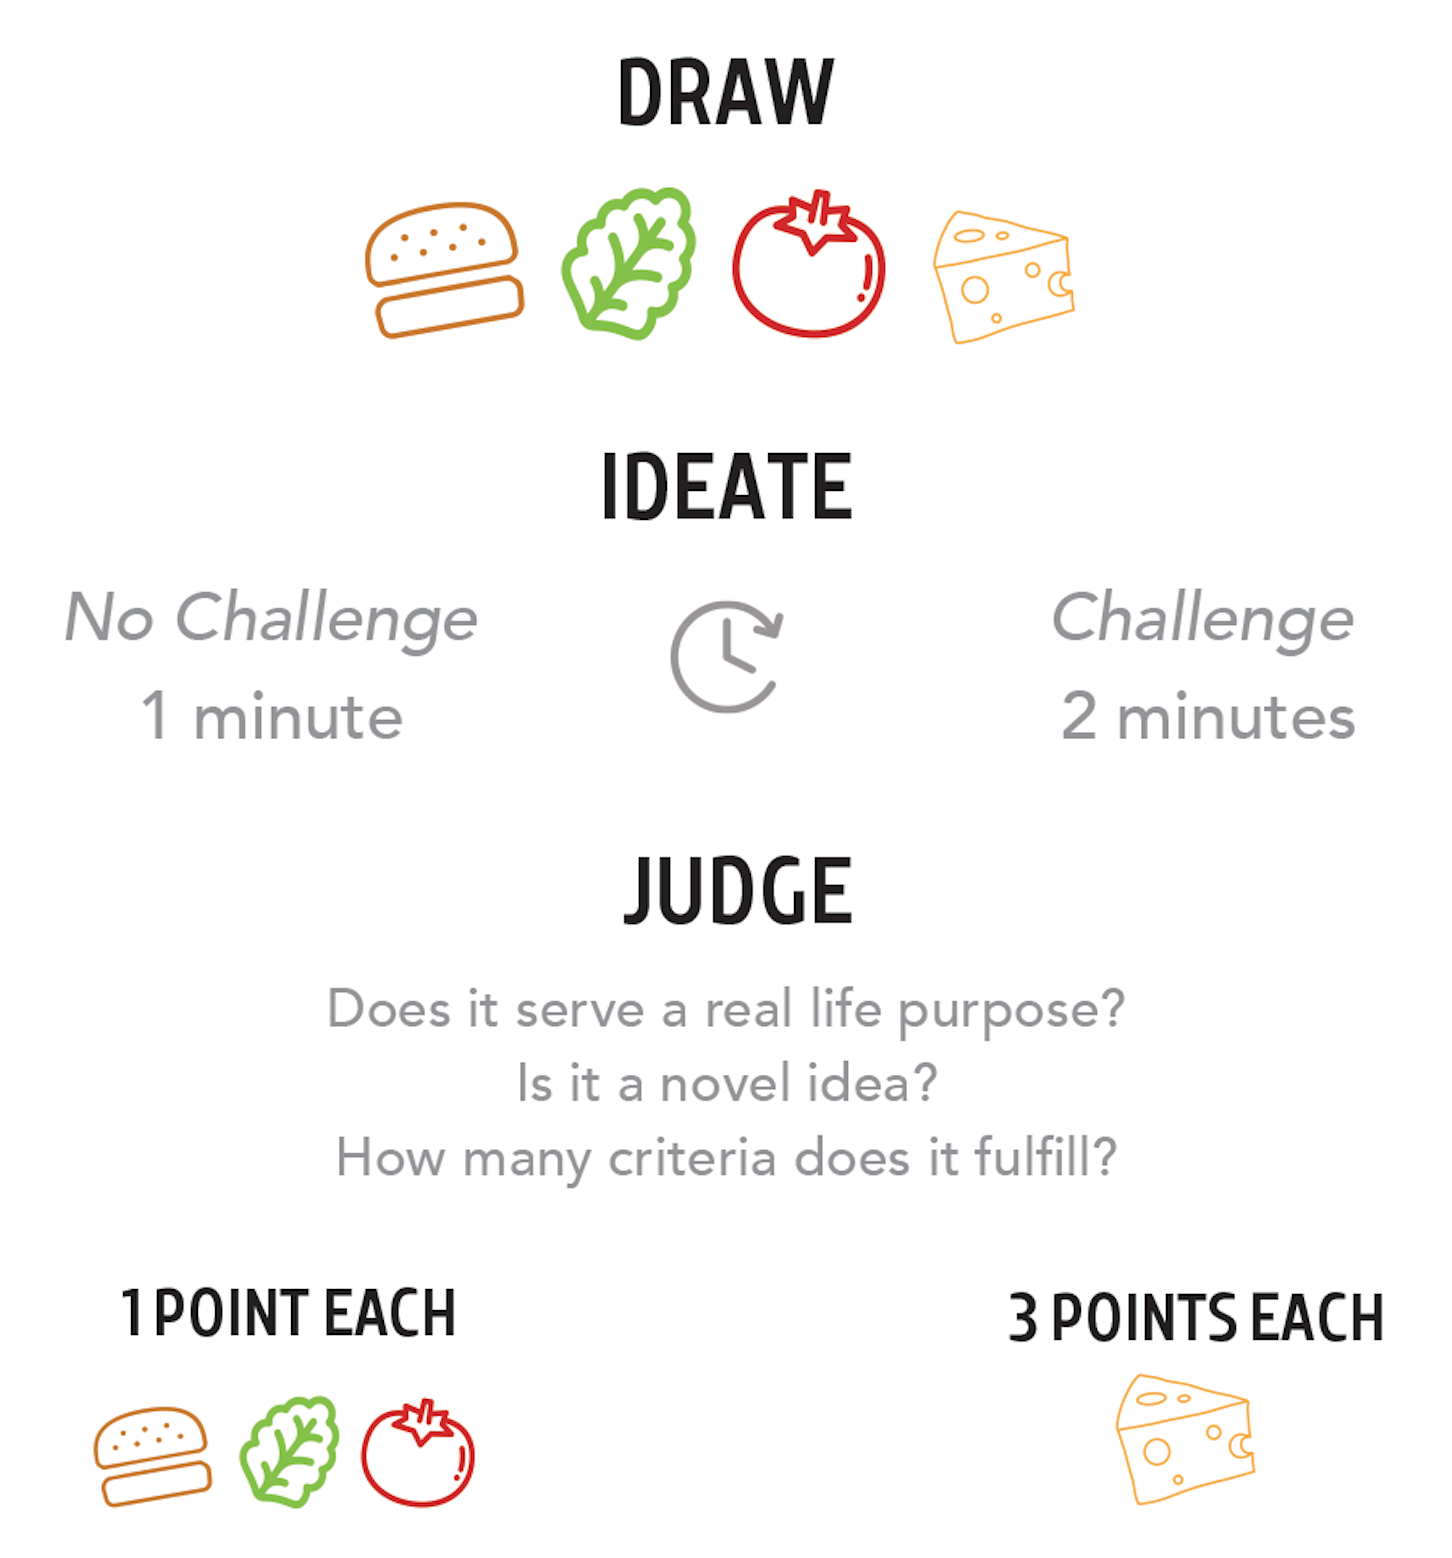 DRAW
IDEATE
No Challenge
1 minute
Challenge
2 minutes
JUDGE
Does it serve a real life purpose?
Is it a novel idea?
How many criteria does it fulfill?
1 POINT EACH
3 POINTS EACH